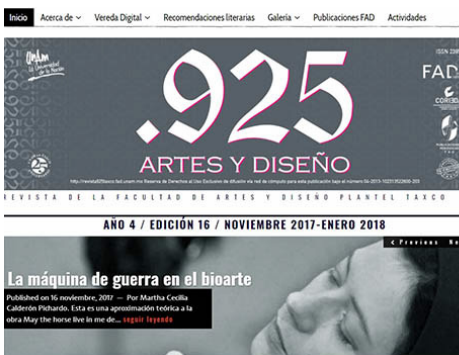 Inicio Acerca de Vereda Digital Recomendaciones literarias Galería Publicaciones FAD Actividades
.925
ARTES Y DISEÑO
REVISTA DE LA FACULTAD DE ARTES Y DISEÑO PLANTEL TAXCO
AÑO 4 / EDICIÓN 16 / NOVIEMBRE 2017-ENERO 2018
< Previous Ne
La máquina de guerra en el bioarte
Published on 16 noviembre, 2017 — Por Martha Cecilia
Calderón Pichardo. Esta es una aproximación teórica a la
obra May the horse live in me de... seguir leyendo